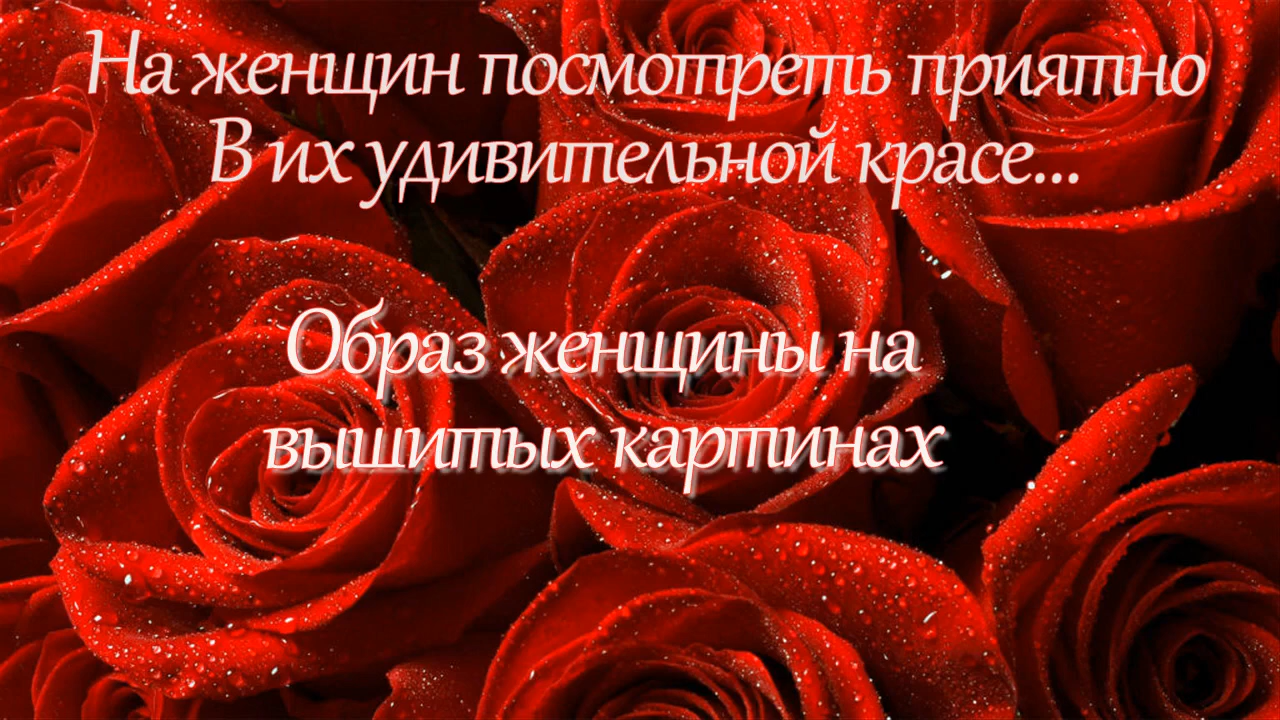 На женщин посмотреть приятно
В их удивительной красе...
Образ женщины на
вышитых картинах